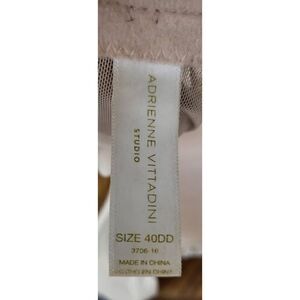 ADRIENNE VITTADINI
STUDIO
SIZE 40DD
3706-16
MADE IN CHINA